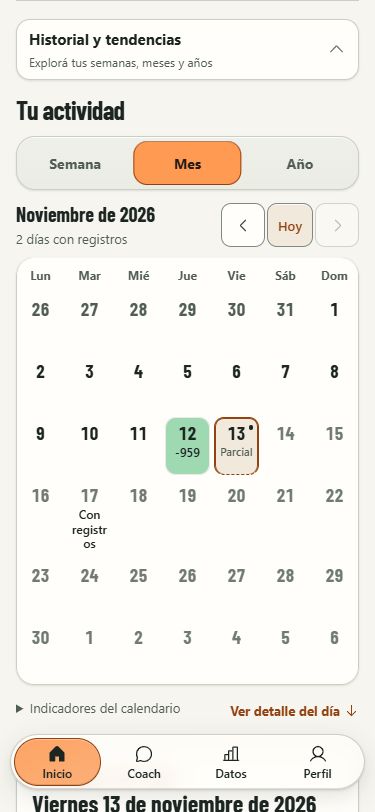 Historial y tendencias
Explorá tus semanas, meses y años
Tu actividad
Semana Mes Año
Noviembre de 2026
2 días con registros
Hoy
Lun Mar Mié Jue Vie Sáb Dom
26 27 28 29 30 31 1
2 3 4 5 6 7 8
9 10 11 12 13 14 15
-959 Parcial
16 17 18 19 20 21 22
Con
registr
os
23 24 25 26 27 28 29
30 1 2 3 4 5 6
Indicadores del calendario
Ver detalle del día ↓
Inicio Coach Datos Perfil
Viernes 13 de noviembre de 2026